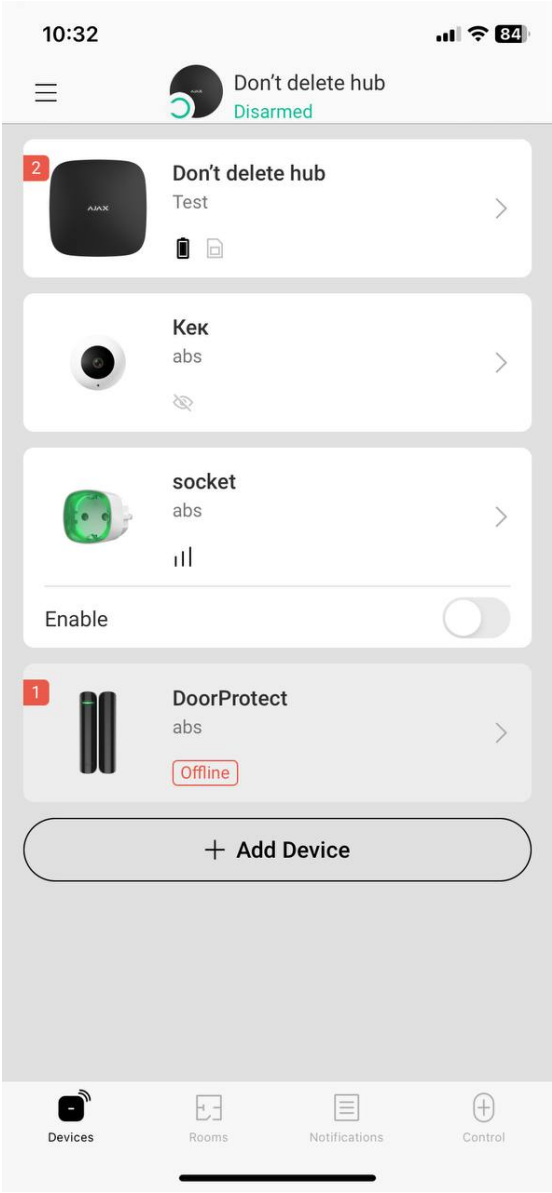 10:32
84
Don't delete hub
Disarmed
2
AJAX
Don't delete hub
Test
Кек
abs
socket
abs
Enable
1
DoorProtect
abs
Offline
+ Add Device
Devices
Rooms
Notifications
Control